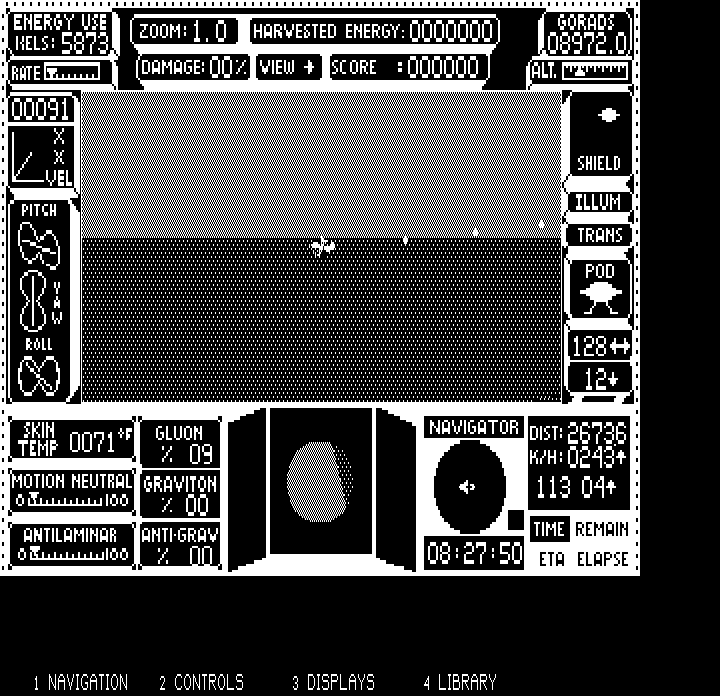 ENERGY USE
KELS: 5873
RATE
ZOOM: 1.0
HARVESTED ENERGY: 0000000
DAMAGE: 00%
VIEW
SCORE :000000
GORADS
08972.0
ALT.
00091
X
X
VEL
PITCH
YAW
ROLL
SHIELD
ILLUM
TRANS
POD
128↔
12↓
SKIN
TEMP 0071°F
MOTION NEUTRAL
0 100
ANTILAMINAR
0 100
GLUON
% 09
GRAVITON
% 00
ANTI-GRAV
% 00
NAVIGATOR
08:27:50
DIST: 26736
K/H: 0243↑
113 04↑
TIME REMAIN
ETA ELAPSE
1 NAVIGATION 2 CONTROLS 3 DISPLAYS 4 LIBRARY